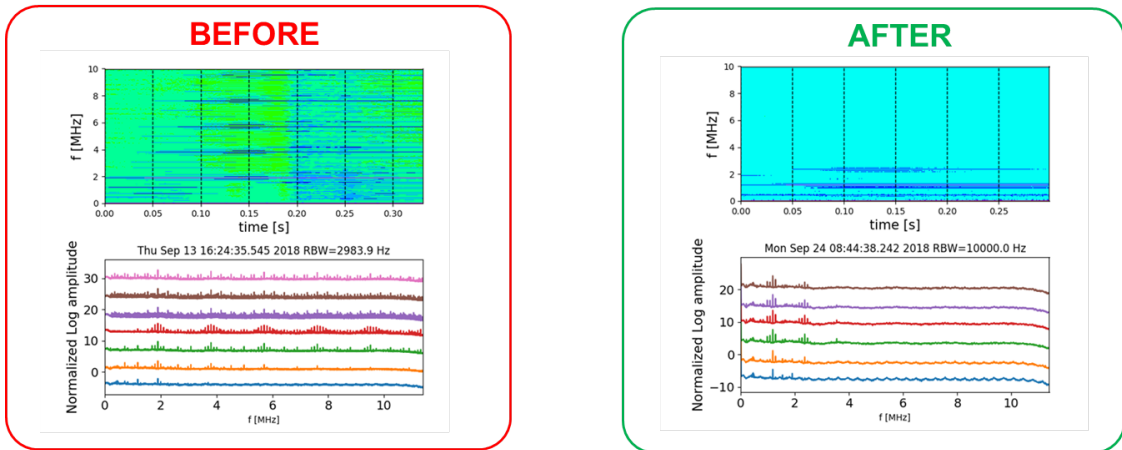 BEFORE
10
8
6
4
2
0
f [MHz]
0.00 0.05 0.10 0.15 0.20 0.25 0.30
time [s]
Thu Sep 13 16:24:35.545 2018 RBW=2983.9 Hz
Normalized Log amplitude
30
20
10
0
0 2 4 6 8 10
f [MHz]
AFTER
10
8
6
4
2
0
f [MHz]
0.00 0.05 0.10 0.15 0.20 0.25
time [s]
Mon Sep 24 08:44:38.242 2018 RBW=10000.0 Hz
Normalized Log amplitude
20
10
0
−10
0 2 4 6 8 10
f [MHz]